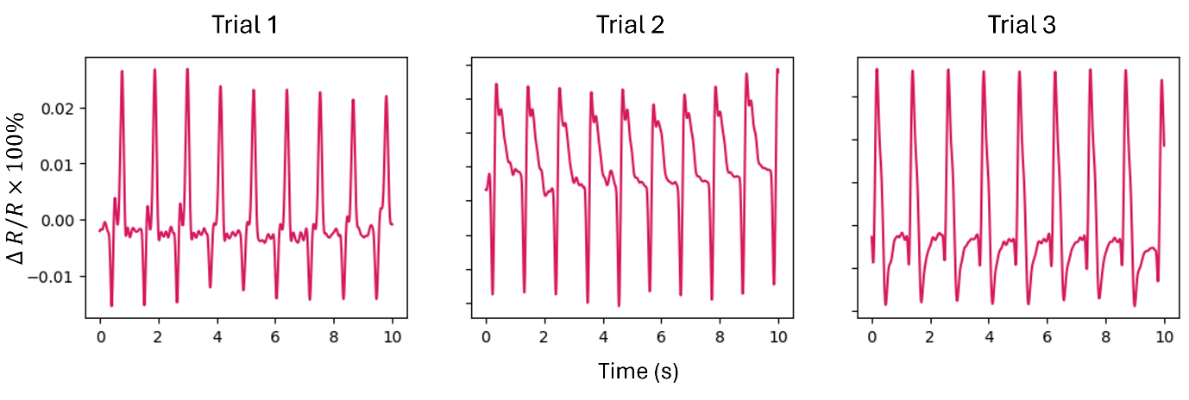 Trial 1
Trial 2
Trial 3
Δ R/R × 100%
0.02
0.01
0.00
−0.01
0 2 4 6 8 10
0 2 4 6 8 10
0 2 4 6 8 10
Time (s)